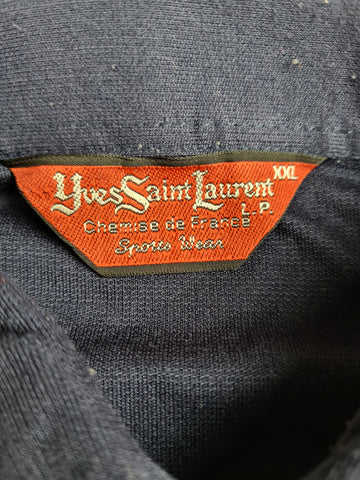 XXL
Yves Saint Laurent
L.P.
Chemise de France
Sports Wear